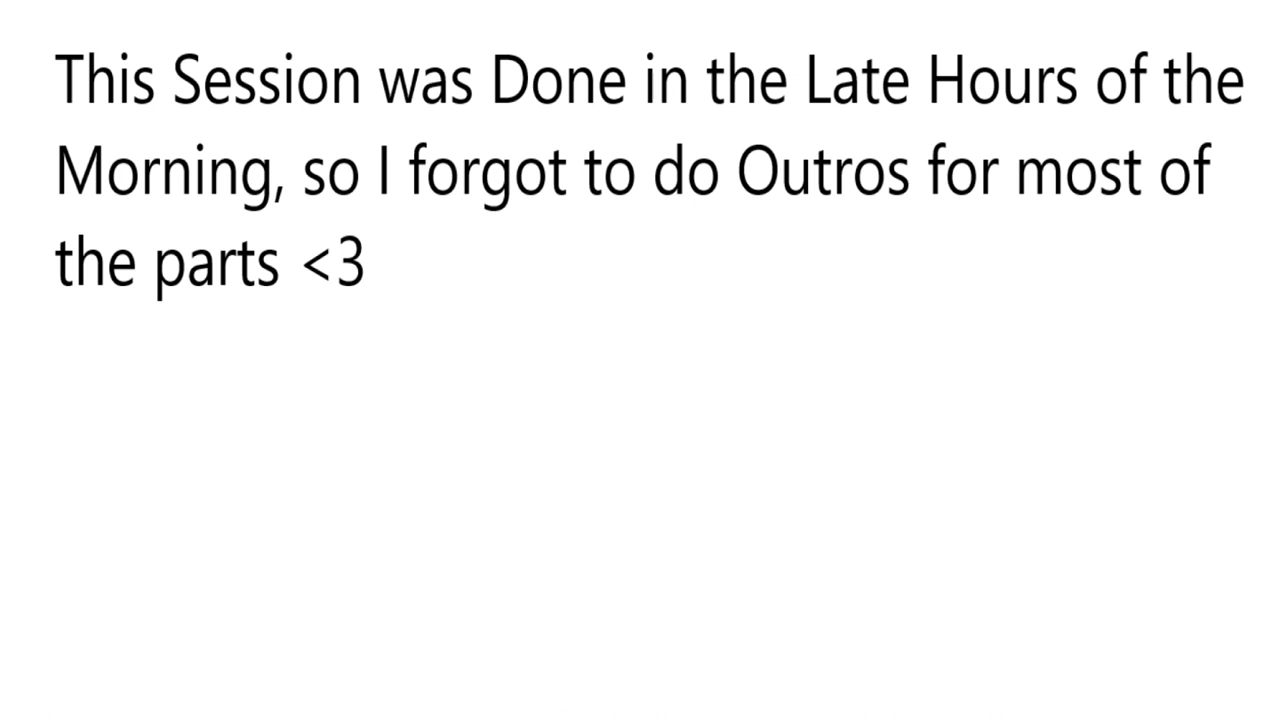 This Session was Done in the Late Hours of the
Morning, so I forgot to do Outros for most of
the parts <3